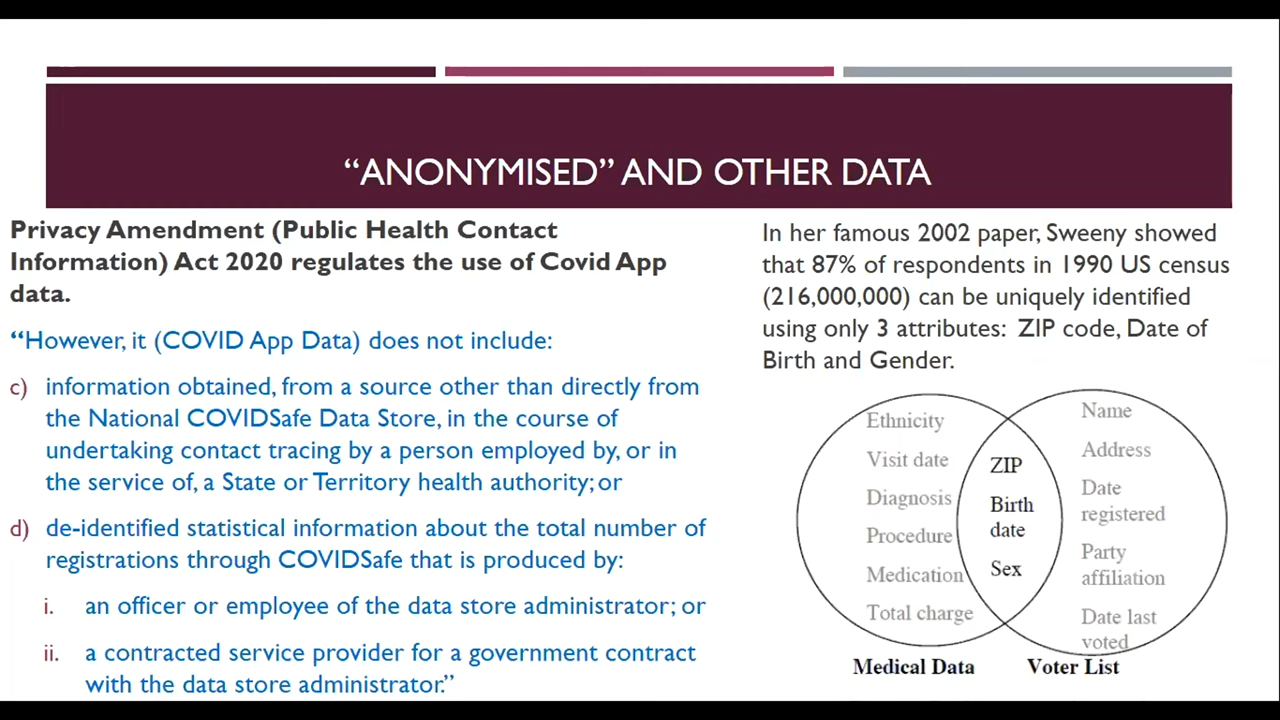 “ANONYMISED” AND OTHER DATA
Privacy Amendment (Public Health Contact
Information) Act 2020 regulates the use of Covid App
data.
“However, it (COVID App Data) does not include:
c) information obtained, from a source other than directly from
the National COVIDSafe Data Store, in the course of
undertaking contact tracing by a person employed by, or in
the service of, a State or Territory health authority; or
d) de-identified statistical information about the total number of
registrations through COVIDSafe that is produced by:
i. an officer or employee of the data store administrator; or
ii. a contracted service provider for a government contract
with the data store administrator.”
In her famous 2002 paper, Sweeny showed
that 87% of respondents in 1990 US census
(216,000,000) can be uniquely identified
using only 3 attributes: ZIP code, Date of
Birth and Gender.
Ethnicity
Visit date
Diagnosis
Procedure
Medication
Total charge
ZIP
Birth
date
Sex
Name
Address
Date
registered
Party
affiliation
Date last
voted
Medical Data
Voter List